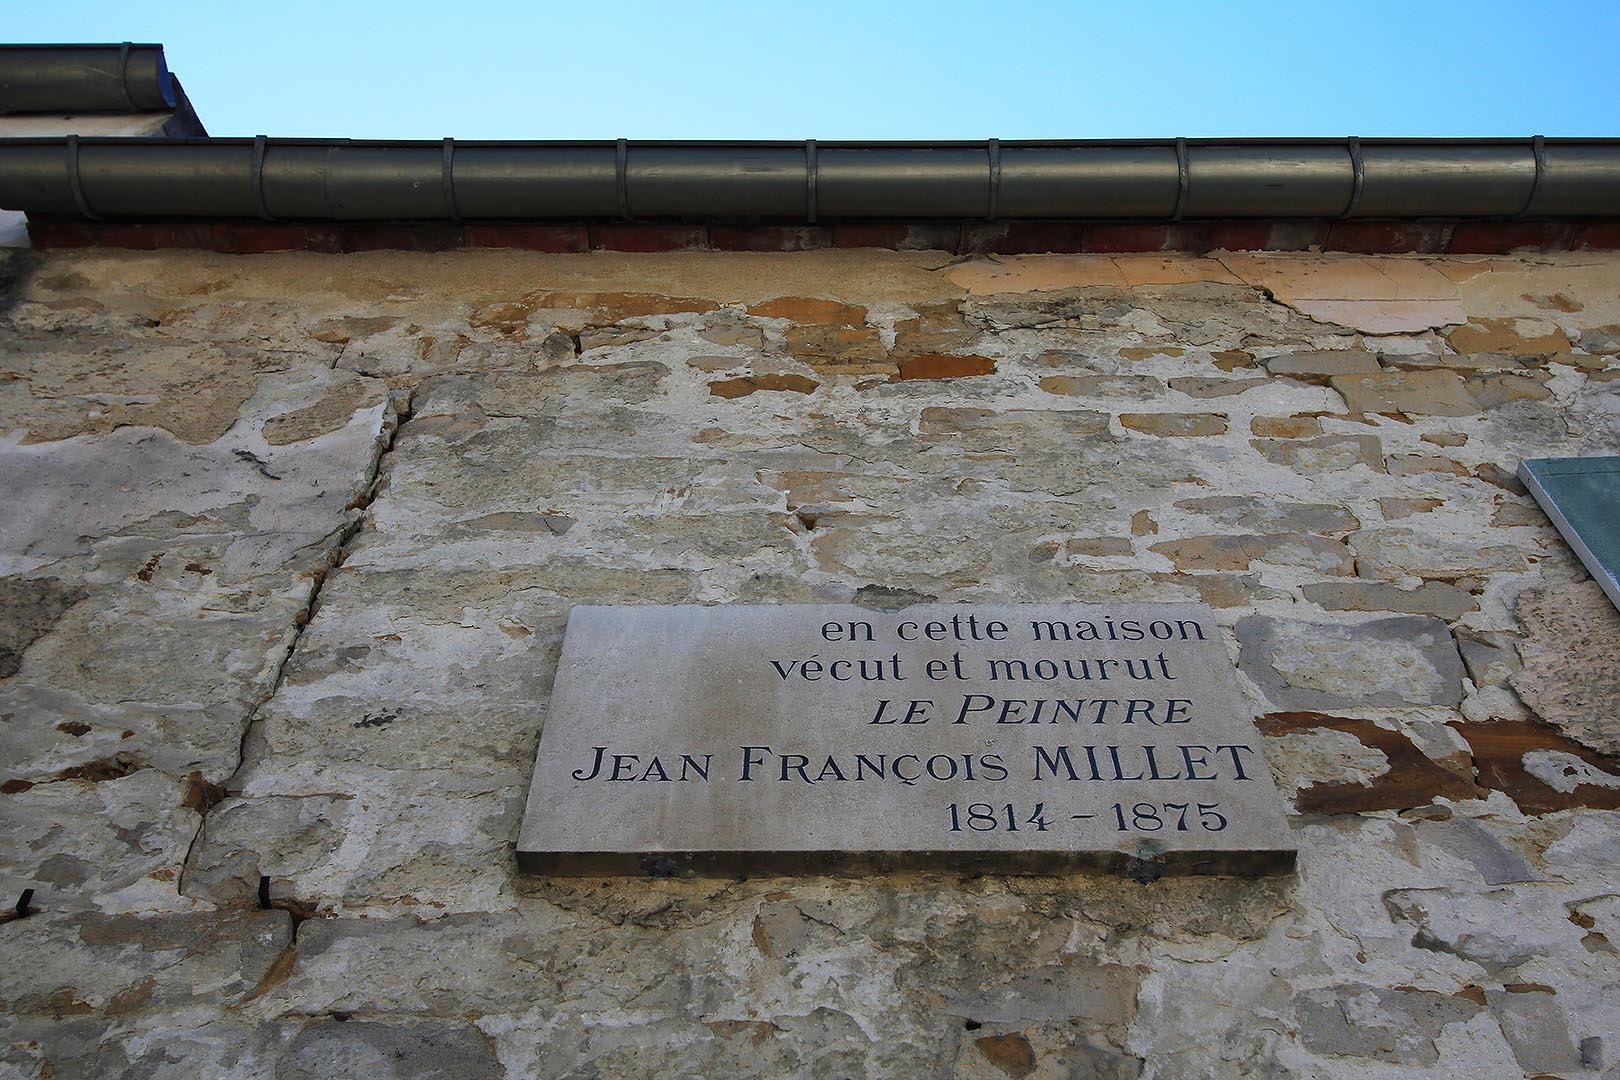 en cette maison
vécut et mourut
LE PEINTRE
JEAN FRANÇOIS MILLET
1814 - 1875